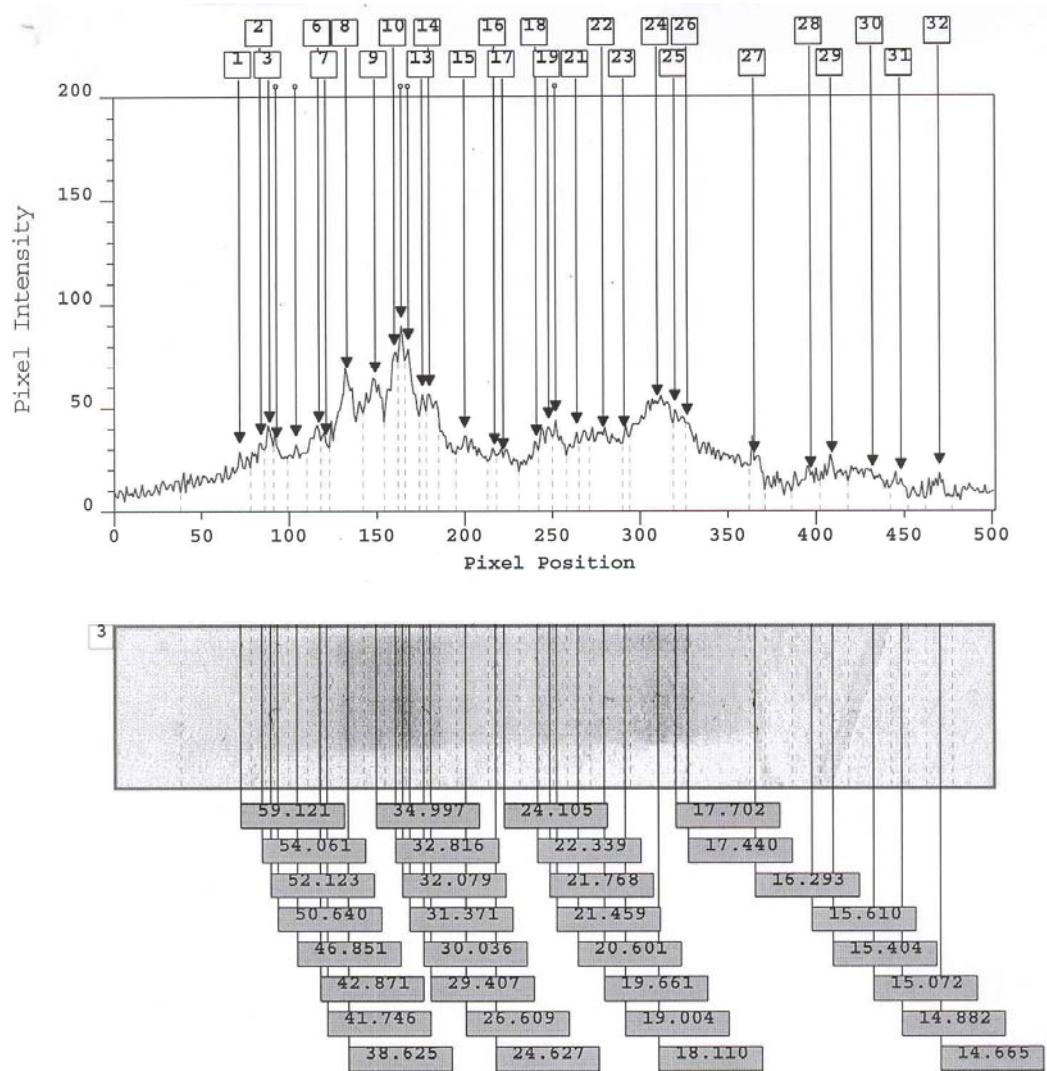 2 6 8 10 14 16 18 22 24 26 28 30 32
1 3 7 9 13 15 17 19 21 23 25 27 29 31
200
150
100
50
0
Pixel Intensity
0 50 100 150 200 250 300 350 400 450 500
Pixel Position
3
59.121 34.997 24.105 17.702
54.061 32.816 22.339 17.440
52.123 32.079 21.768 16.293
50.640 31.371 21.459 15.610
46.851 30.036 20.601 15.404
42.871 29.407 19.661 15.072
41.746 26.609 19.004 14.882
38.625 24.627 18.110 14.665